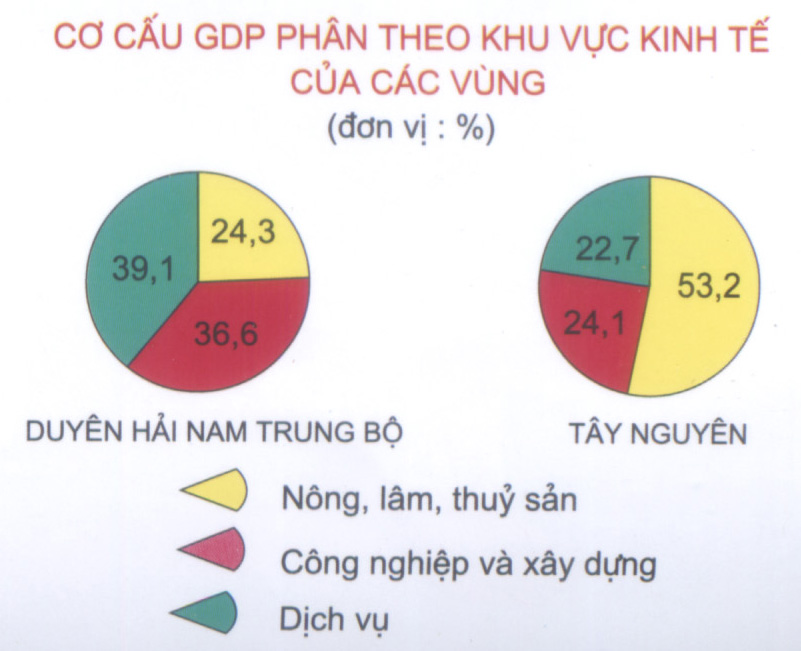 CƠ CẤU GDP PHÂN THEO KHU VỰC KINH TẾ
CỦA CÁC VÙNG
(đơn vị : %)
24,3
39,1
36,6
22,7
53,2
24,1
DUYÊN HẢI NAM TRUNG BỘ
TÂY NGUYÊN
Nông, lâm, thuỷ sản
Công nghiệp và xây dựng
Dịch vụ